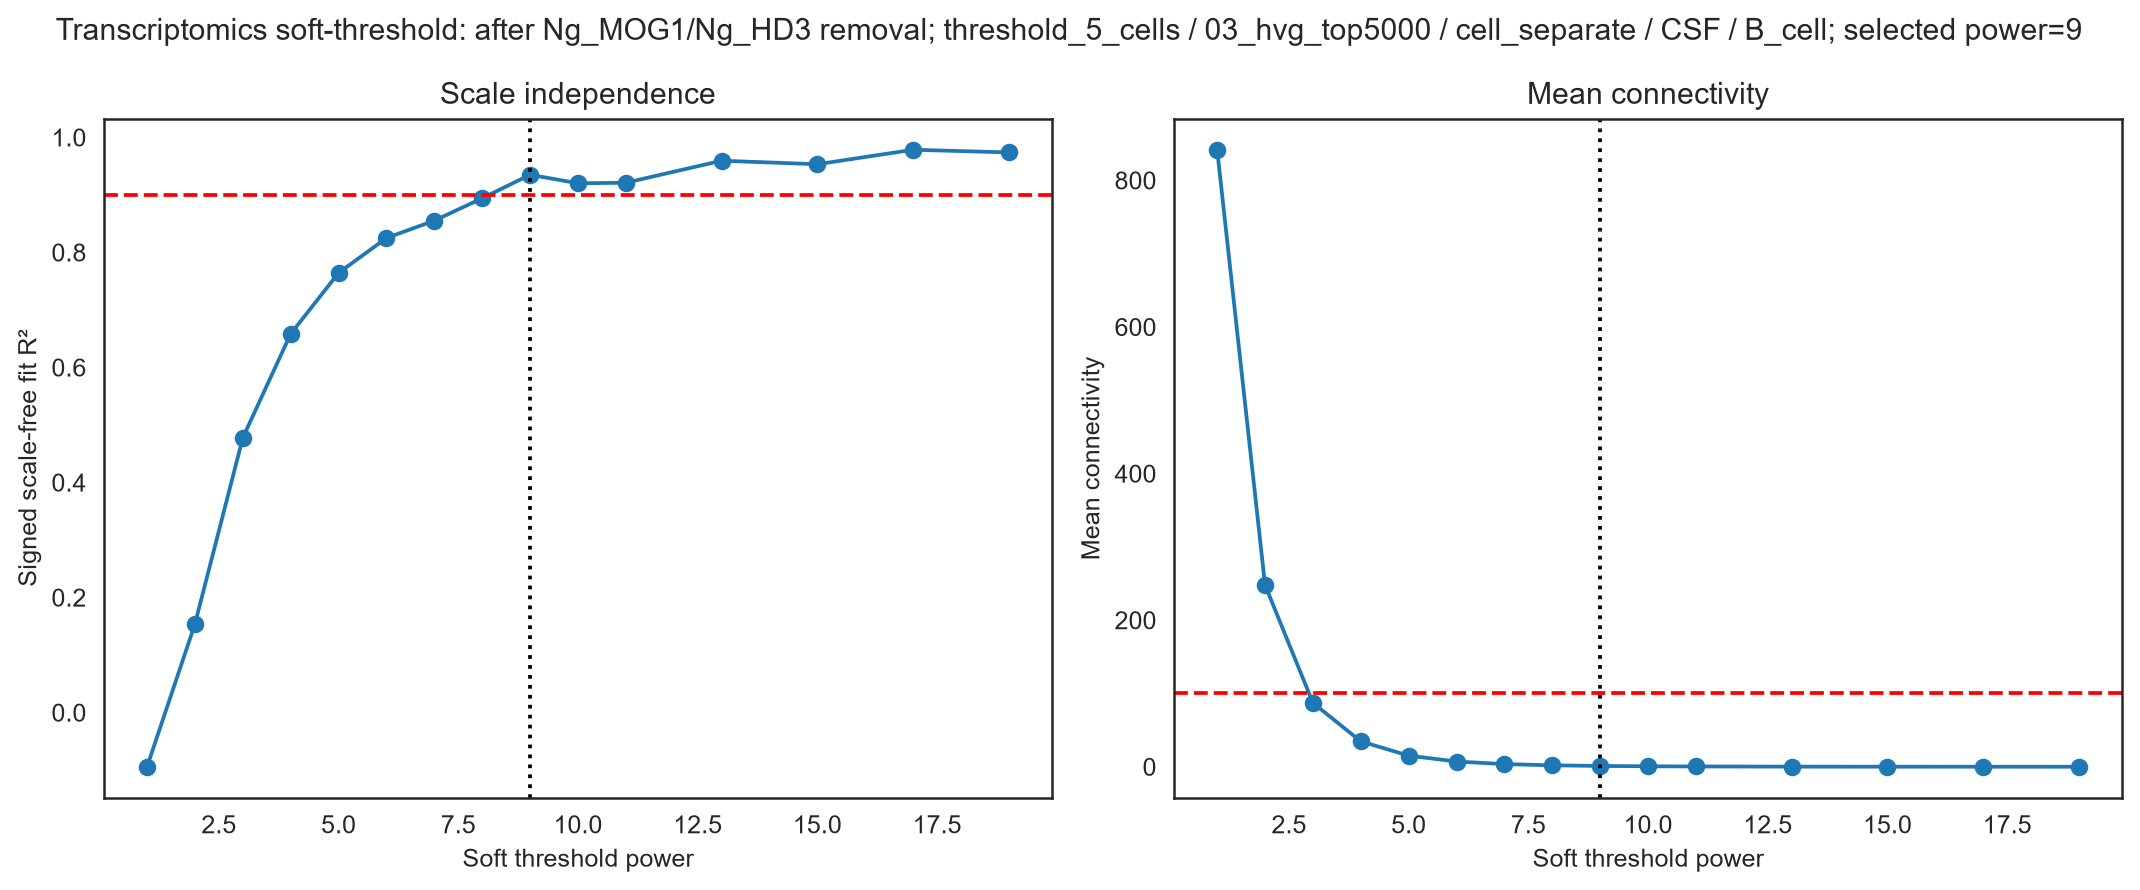 Transcriptomics soft-threshold: after Ng_MOG1/Ng_HD3 removal; threshold_5_cells / 03_hvg_top5000 / cell_separate / CSF / B_cell; selected power=9
Scale independence
Signed scale-free fit R²
1.0
0.8
0.6
0.4
0.2
0.0
2.5 5.0 7.5 10.0 12.5 15.0 17.5
Soft threshold power
Mean connectivity
Mean connectivity
800
600
400
200
0
2.5 5.0 7.5 10.0 12.5 15.0 17.5
Soft threshold power